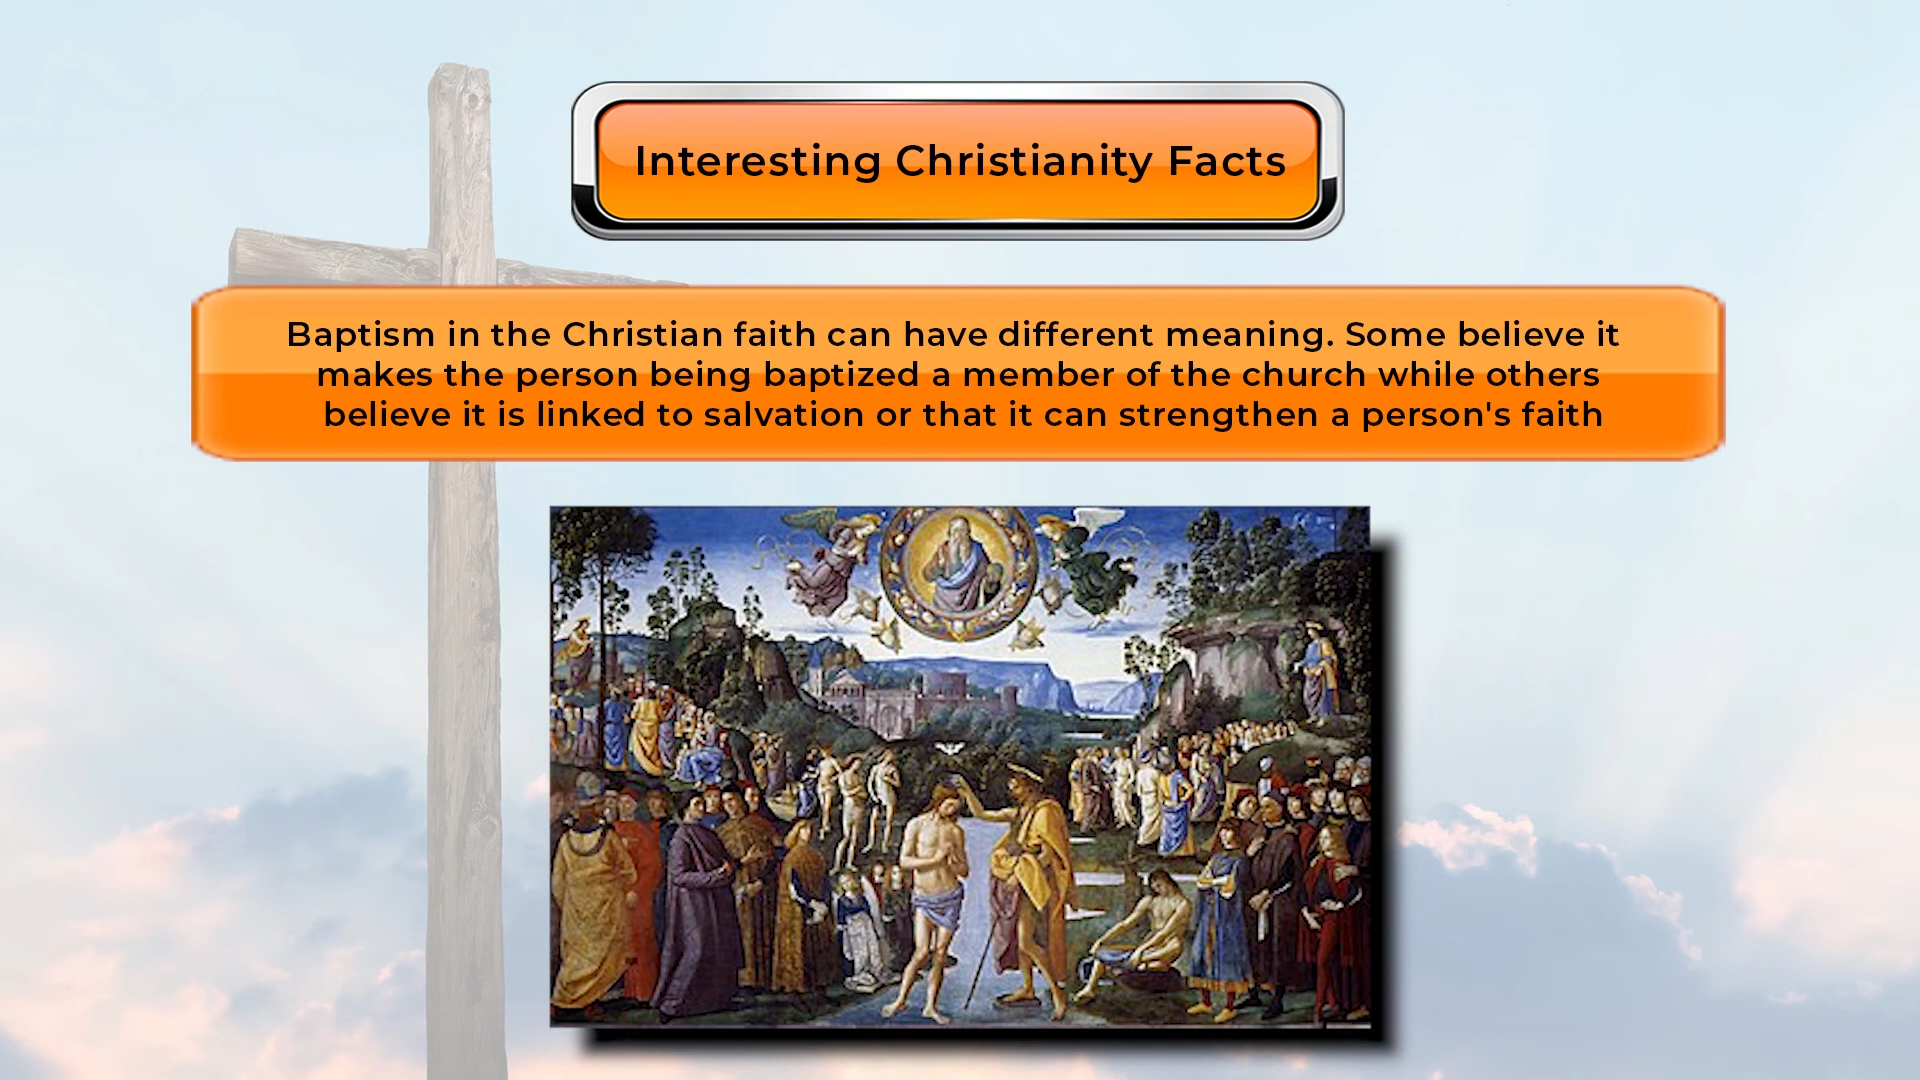 Interesting Christianity Facts
Baptism in the Christian faith can have different meaning. Some believe it
makes the person being baptized a member of the church while others
believe it is linked to salvation or that it can strengthen a person's faith